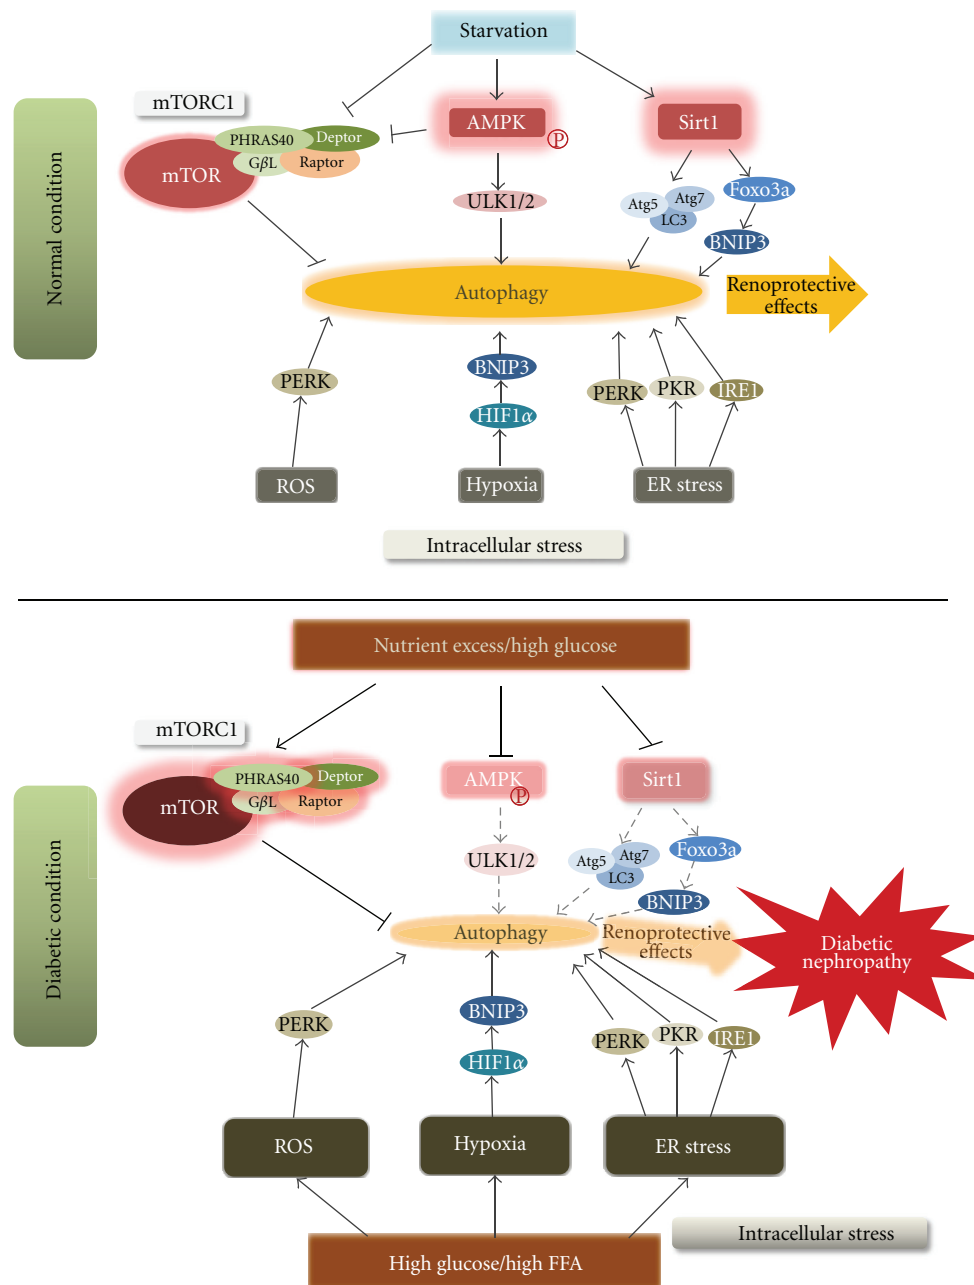 Starvation
Normal condition
mTORC1
PHRAS40
Deptor
GβL
Raptor
mTOR
AMPK
P
Sirt1
ULK1/2
Atg5
Atg7
LC3
Foxo3a
BNIP3
Autophagy
Renoprotective
effects
PERK
BNIP3
HIF1α
PERK
PKR
IRE1
ROS
Hypoxia
ER stress
Intracellular stress
Nutrient excess/high glucose
Diabetic condition
mTORC1
PHRAS40
Deptor
GβL
Raptor
mTOR
AMPK
P
Sirt1
ULK1/2
Atg5
Atg7
LC3
Foxo3a
BNIP3
Autophagy
Renoprotective
effects
Diabetic
nephropathy
PERK
BNIP3
HIF1α
PERK
PKR
IRE1
ROS
Hypoxia
ER stress
Intracellular stress
High glucose/high FFA